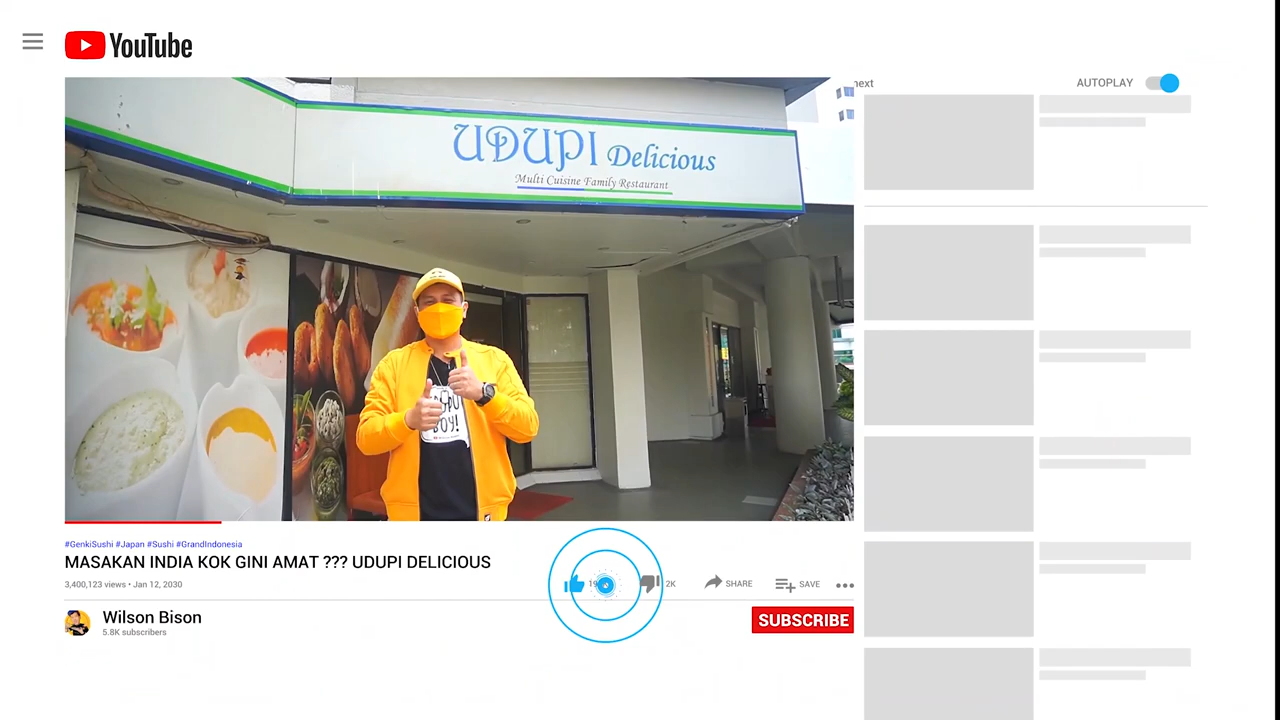 YouTube
next
AUTOPLAY
UDUPI Delicious
Multi Cuisine Family Restaurant
BOY!
#GenkiSushi #Japan #Sushi #GrandIndonesia
MASAKAN INDIA KOK GINI AMAT ??? UDUPI DELICIOUS
3,400,123 views • Jan 12, 2030
2K
SHARE
SAVE
Wilson Bison
5.8K subscribers
SUBSCRIBE